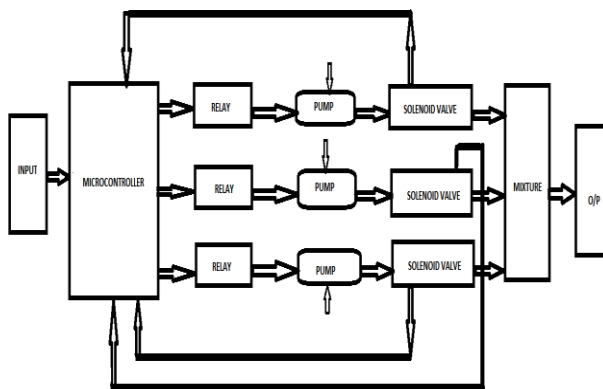 INPUT
MICROCONTROLLER
RELAY
PUMP
SOLENOID VALVE
RELAY
PUMP
SOLENOID VALVE
RELAY
PUMP
SOLENOID VALVE
MIXTURE
O/P